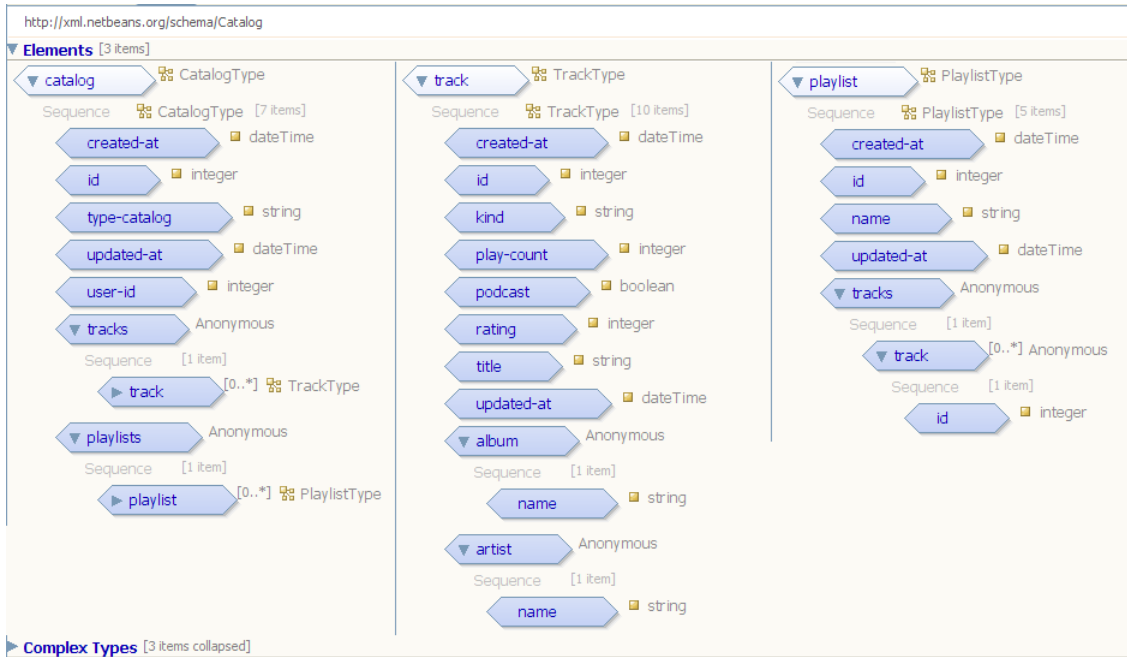 http://xml.netbeans.org/schema/Catalog
Elements [3 items]
catalog CatalogType
Sequence CatalogType [7 items]
created-at dateTime
id integer
type-catalog string
updated-at dateTime
user-id integer
tracks Anonymous
Sequence [1 item]
track [0..*] TrackType
playlists Anonymous
Sequence [1 item]
playlist [0..*] PlaylistType
track TrackType
Sequence TrackType [10 items]
created-at dateTime
id integer
kind string
play-count integer
podcast boolean
rating integer
title string
updated-at dateTime
album Anonymous
Sequence [1 item]
name string
artist Anonymous
Sequence [1 item]
name string
playlist PlaylistType
Sequence PlaylistType [5 items]
created-at dateTime
id integer
name string
updated-at dateTime
tracks Anonymous
Sequence [1 item]
track [0..*] Anonymous
Sequence [1 item]
id integer
Complex Types [3 items collapsed]